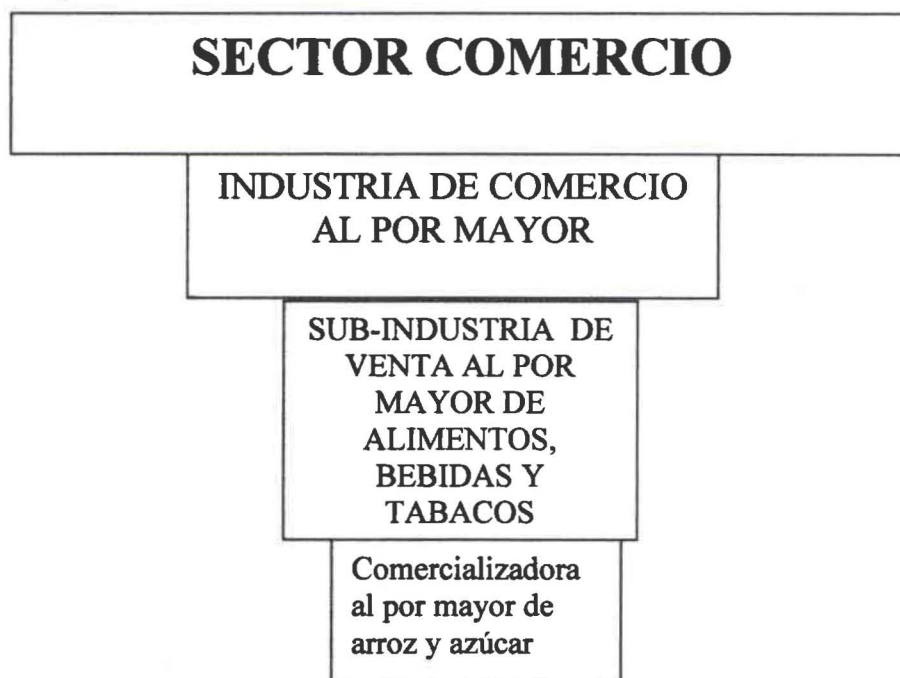 SECTOR COMERCIO
INDUSTRIA DE COMERCIO
AL POR MAYOR
SUB-INDUSTRIA DE
VENTA AL POR
MAYOR DE
ALIMENTOS,
BEBIDAS Y
TABACOS
Comercializadora
al por mayor de
arroz y azúcar